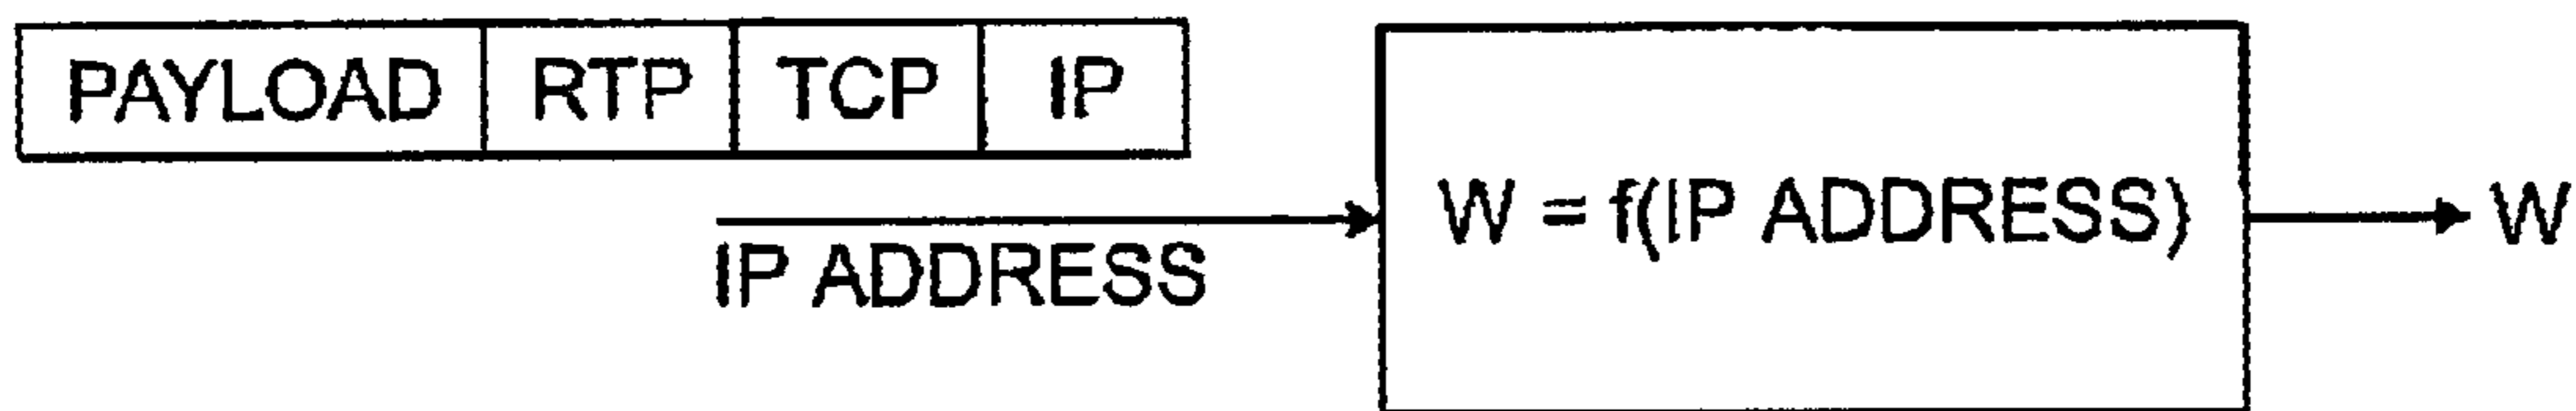 PAYLOAD RTP TCP IP
W = f(IP ADDRESS)
W
IP ADDRESS